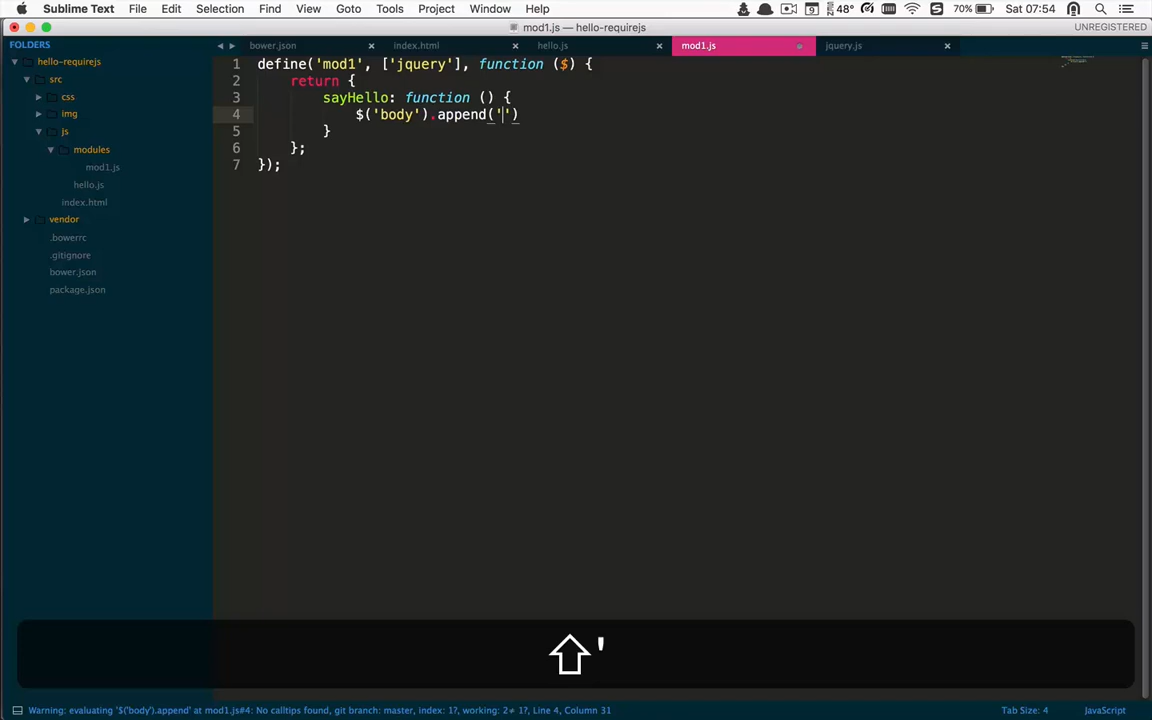 Sublime Text File Edit Selection Find View Goto Tools Project Window Help 9 48° 70% Sat 07:54
mod1.js — hello-requirejs UNREGISTERED
FOLDERS
hello-requirejs
src
css
img
js
modules
mod1.js
hello.js
index.html
vendor
.bowerrc
.gitignore
bower.json
package.json
bower.json index.html hello.js mod1.js jquery.js
1 define('mod1', ['jquery'], function ($) {
2 return {
3 sayHello: function () {
4 $('body').append('')
5 }
6 };
7 });
⇧'
Warning: evaluating '$('body').append' at mod1.js#4: No calltips found, git branch: master, index: 1?, working: 2≠ 1?, Line 4, Column 31 Tab Size: 4 JavaScript